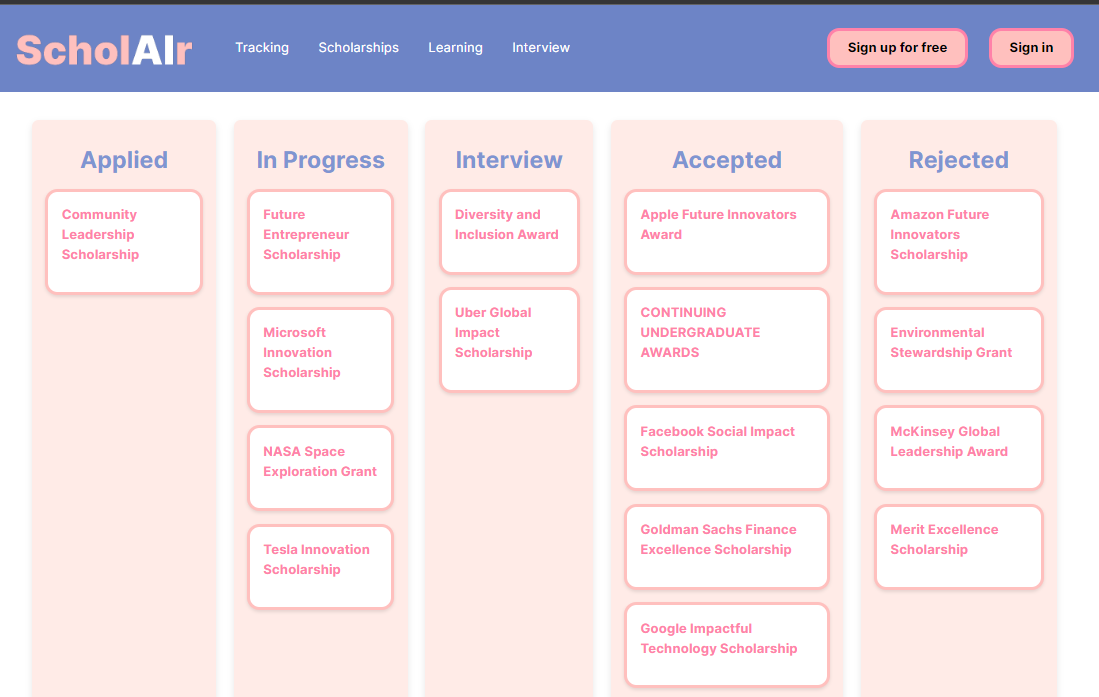 ScholAIr
Tracking
Scholarships
Learning
Interview
Sign up for free
Sign in
Applied
Community
Leadership
Scholarship
In Progress
Future
Entrepreneur
Scholarship
Microsoft
Innovation
Scholarship
NASA Space
Exploration Grant
Tesla Innovation
Scholarship
Interview
Diversity and
Inclusion Award
Uber Global
Impact
Scholarship
Accepted
Apple Future Innovators
Award
CONTINUING
UNDERGRADUATE
AWARDS
Facebook Social Impact
Scholarship
Goldman Sachs Finance
Excellence Scholarship
Google Impactful
Technology Scholarship
Rejected
Amazon Future
Innovators
Scholarship
Environmental
Stewardship Grant
McKinsey Global
Leadership Award
Merit Excellence
Scholarship